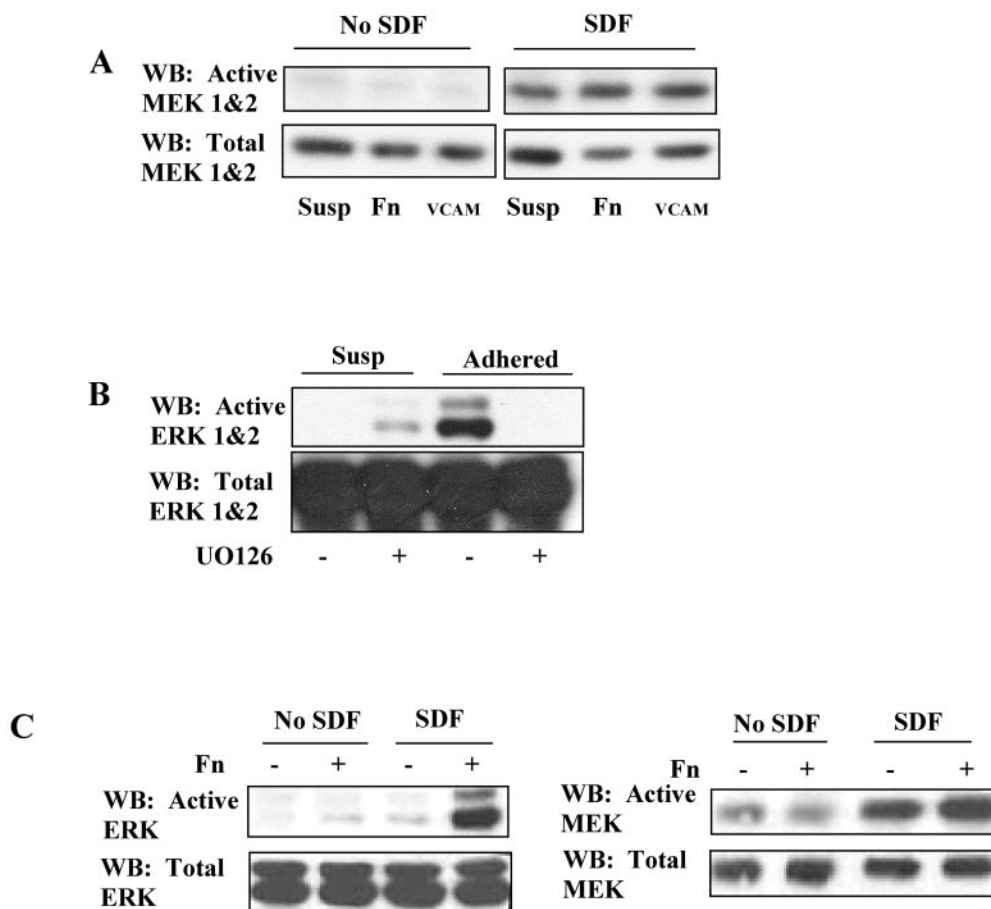 No SDF SDF
A
WB: Active
MEK 1&2
WB: Total
MEK 1&2
Susp Fn VCAM Susp Fn VCAM
Susp Adhered
B
WB: Active
ERK 1&2
WB: Total
ERK 1&2
UO126 - + - +
C
No SDF SDF
Fn - + - +
WB: Active
ERK
WB: Total
ERK
No SDF SDF
Fn - + - +
WB: Active
MEK
WB: Total
MEK